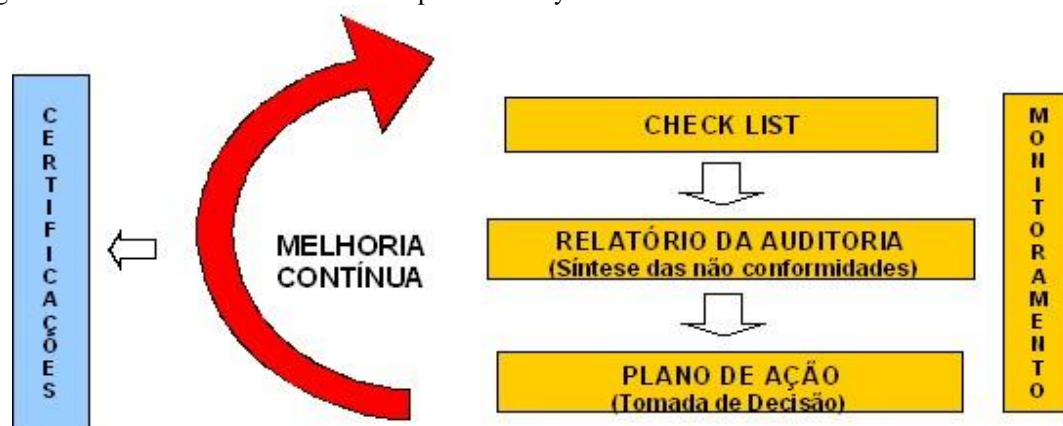 CERTIFICAÇÕES
MELHORIA
CONTÍNUA
CHECK LIST
RELATÓRIO DA AUDITORIA
(Síntese das não conformidades)
PLANO DE AÇÃO
(Tomada de Decisão)
MONITORAMENTO